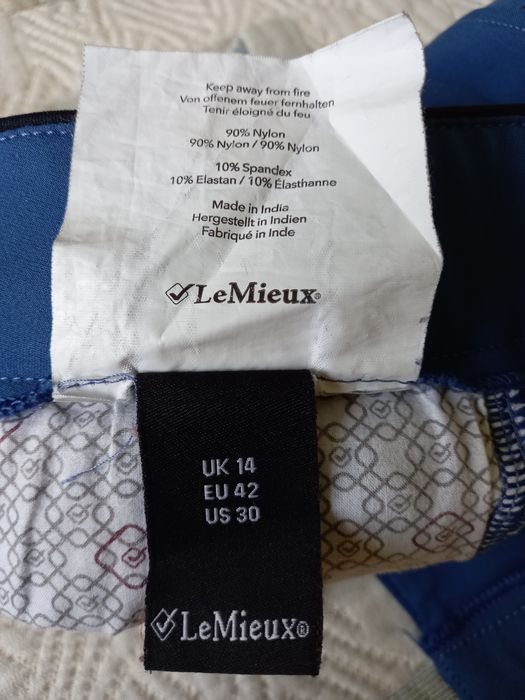 Keep away from fire
Von offenem feuer fernhalten
Tenir éloigné du feu
90% Nylon
90% Nylon / 90% Nylon
10% Spandex
10% Elastan / 10% Élasthanne
Made in India
Hergestellt in Indien
Fabriqué in Inde
LeMieux®
UK 14
EU 42
US 30
LeMieux®